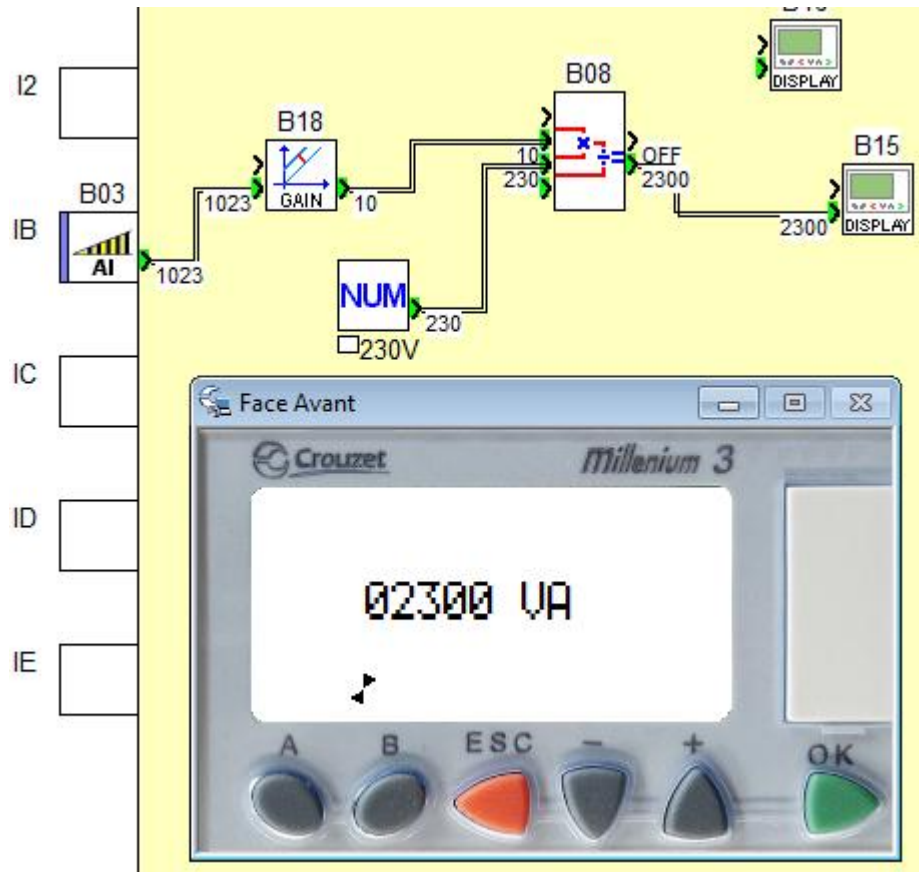 I2
IB
IC
ID
IE
B03
AI
1023
1023
B18
GAIN
10
NUM
230
230V
B08
10
230
OFF
2300
DISPLAY
B15
2300
DISPLAY
Face Avant
Crouzet
Millenium 3
02300 VA
A
B
ESC
-
+
OK